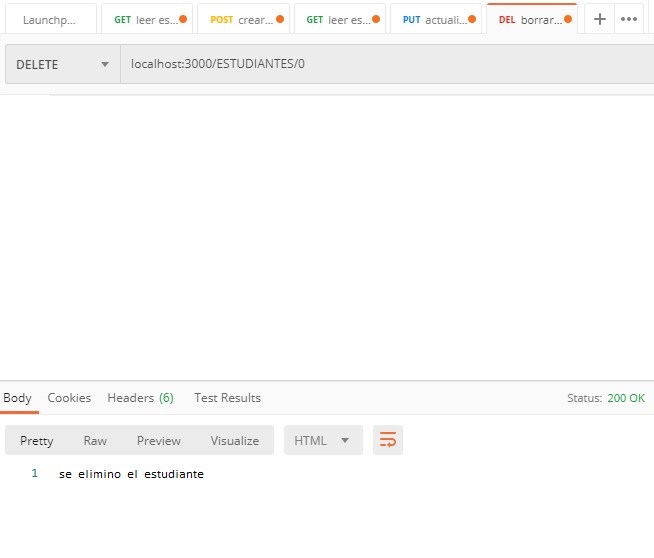 Launchp... GET leer es... POST crear... GET leer es... PUT actuali... DEL borrar... + •••
DELETE localhost:3000/ESTUDIANTES/0
Body Cookies Headers (6) Test Results Status: 200 OK
Pretty Raw Preview Visualize HTML
1 se elimino el estudiante